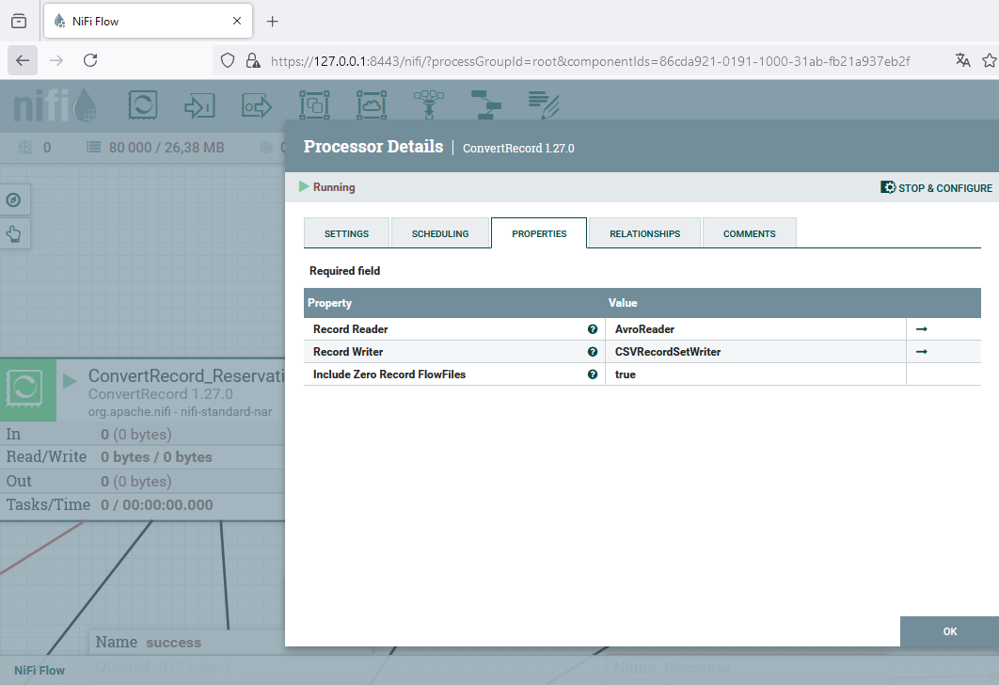 NiFi Flow
https://127.0.0.1:8443/nifi/?processGroupId=root&componentIds=86cda921-0191-1000-31ab-fb21a937eb2f
nifi
0 80 000 / 26,38 MB 0
Processor Details | ConvertRecord 1.27.0
Running STOP & CONFIGURE
SETTINGS SCHEDULING PROPERTIES RELATIONSHIPS COMMENTS
Required field
Property Value
Record Reader AvroReader
Record Writer CSVRecordSetWriter
Include Zero Record FlowFiles true
ConvertRecord_Reservati
ConvertRecord 1.27.0
org.apache.nifi - nifi-standard-nar
In 0 (0 bytes)
Read/Write 0 bytes / 0 bytes
Out 0 (0 bytes)
Tasks/Time 0 / 00:00:00.000
OK
Name success
Queued 0 (0 bytes)
Name Response
NiFi Flow